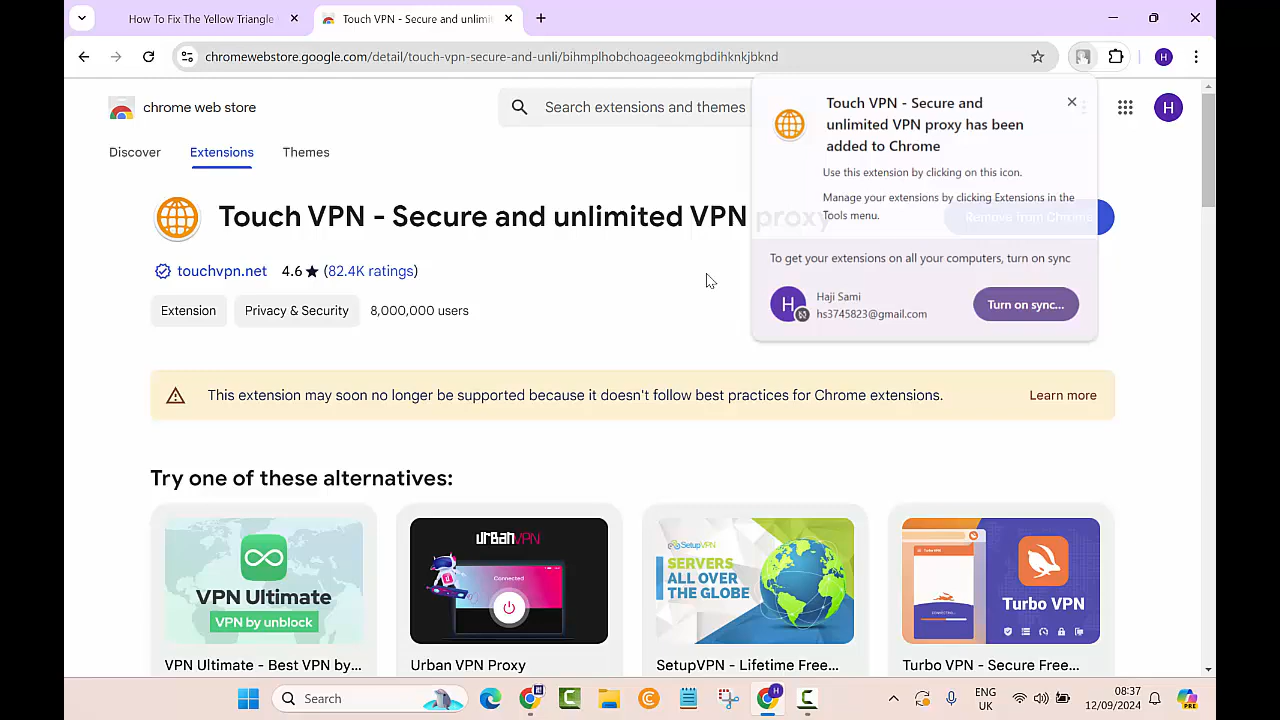 How To Fix The Yellow Triangle
Touch VPN - Secure and unlimit
chromewebstore.google.com/detail/touch-vpn-secure-and-unli/bihmplhobchoageeokmgbdihknkjbknd
H
chrome web store
Search extensions and themes
H
Discover
Extensions
Themes
Touch VPN - Secure and
unlimited VPN proxy has been
added to Chrome
Use this extension by clicking on this icon.
Manage your extensions by clicking Extensions in the
Tools menu.
To get your extensions on all your computers, turn on sync
H
Haji Sami
hs3745823@gmail.com
Turn on sync...
Touch VPN - Secure and unlimited VPN proxy
Remove from Chrome
touchvpn.net 4.6 ★ (82.4K ratings)
Extension
Privacy & Security
8,000,000 users
This extension may soon no longer be supported because it doesn't follow best practices for Chrome extensions.
Learn more
Try one of these alternatives:
VPN Ultimate
VPN by unblock
VPN Ultimate - Best VPN by...
urbanVPN
Connected
Urban VPN Proxy
SetupVPN
SERVERS
ALL OVER
THE GLOBE
SetupVPN - Lifetime Free...
Turbo VPN
Turbo VPN - Secure Free...
Search
H
ENG
UK
08:37
12/09/2024
PRE